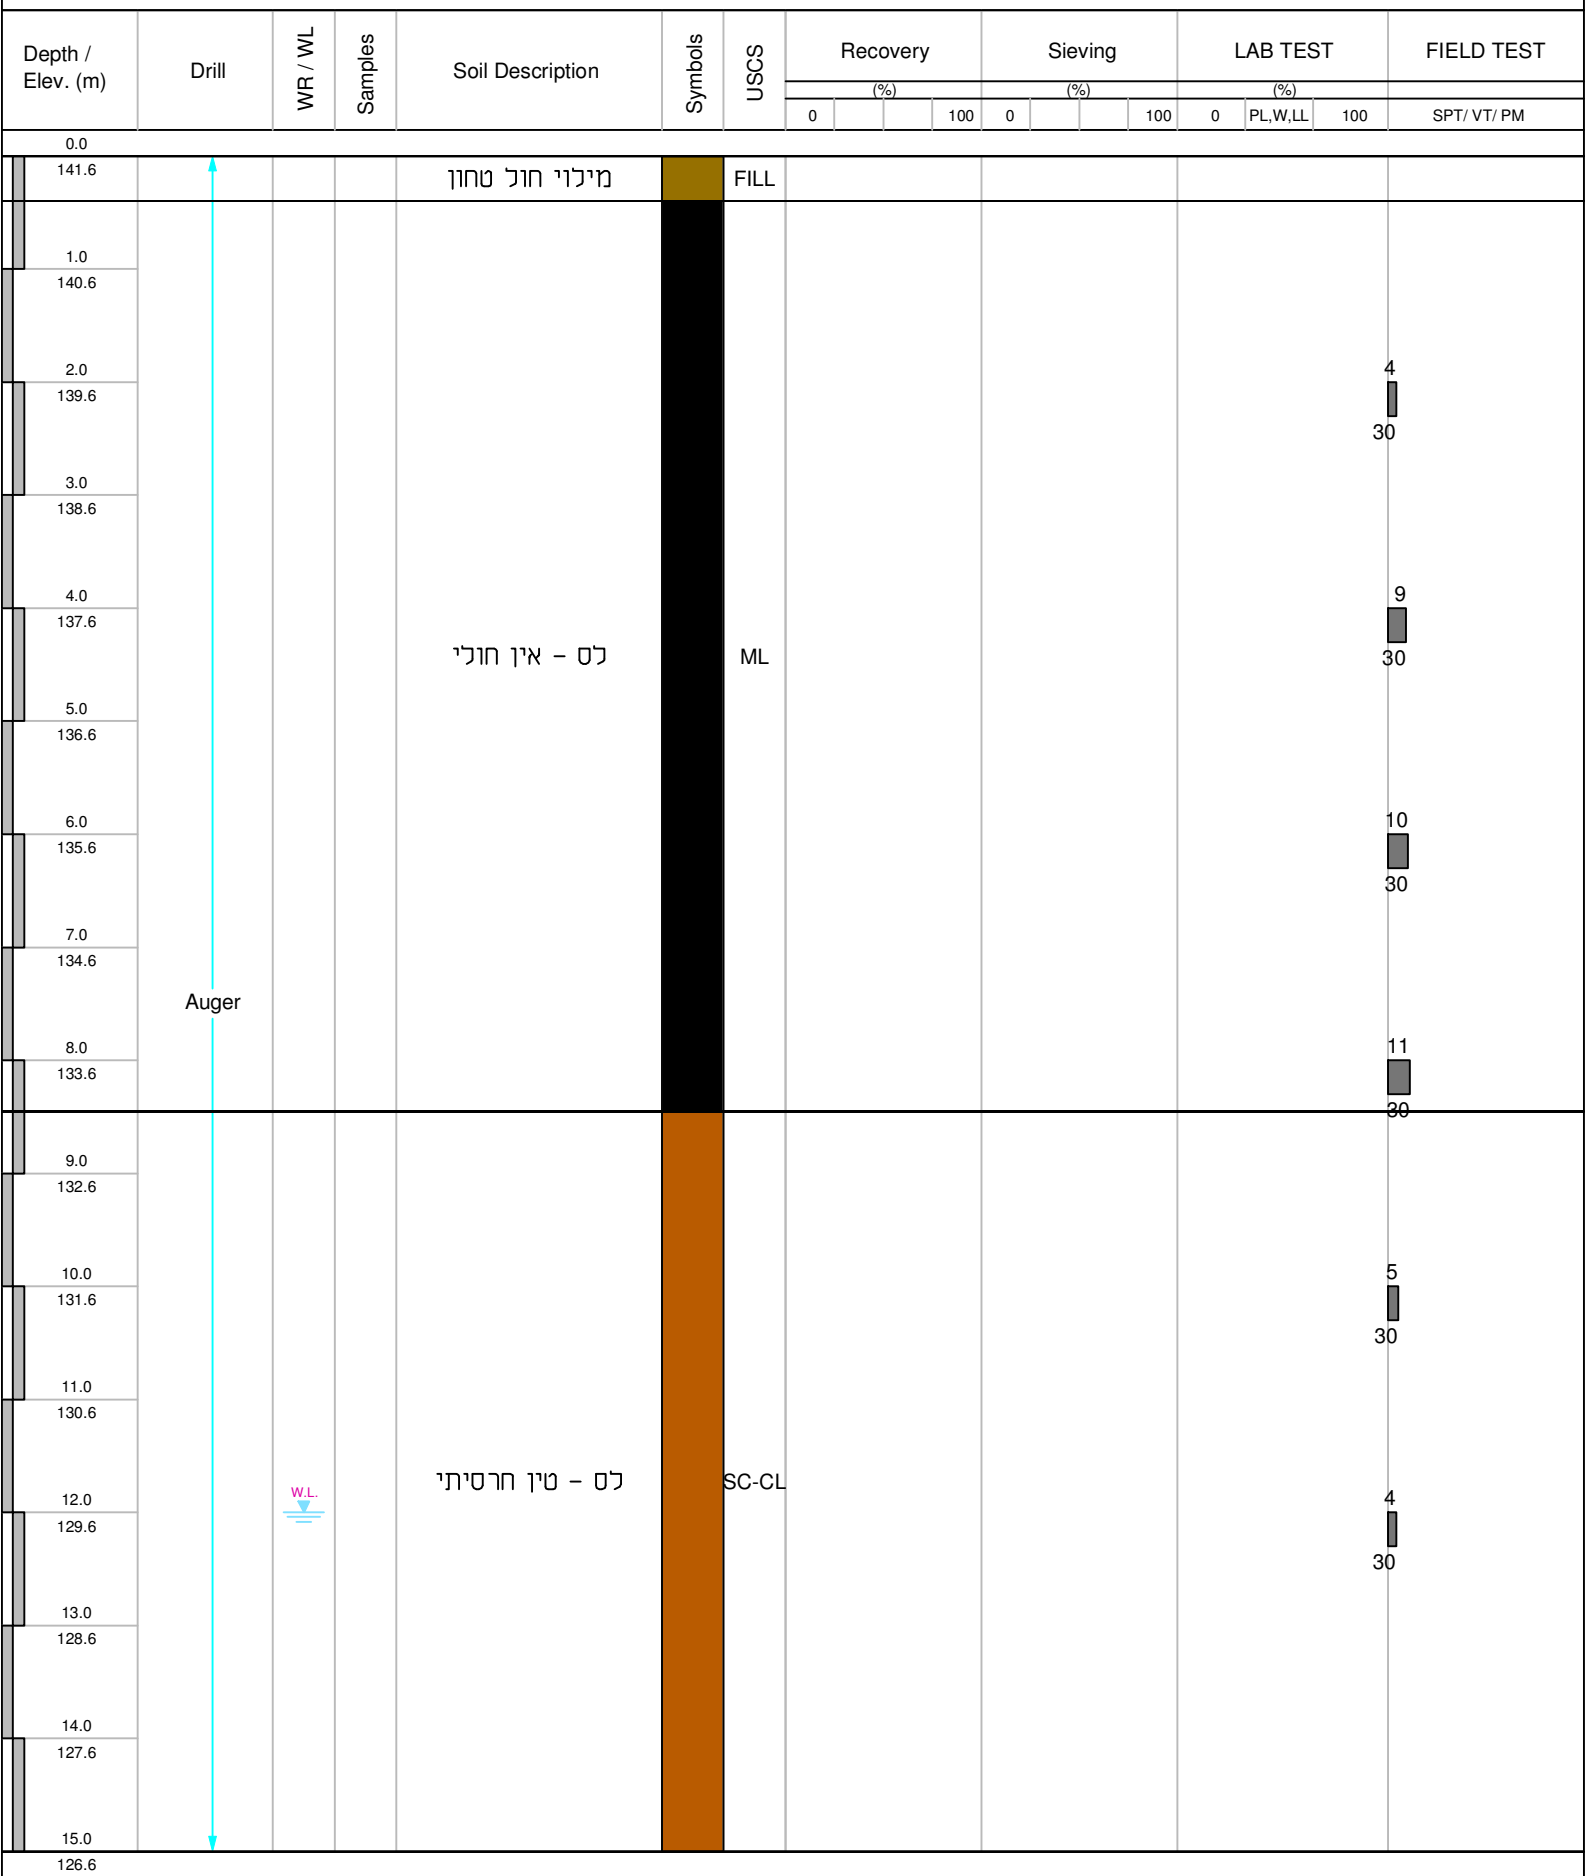 Depth /
Elev. (m)
Drill
WR / WL
Samples
Soil Description
Symbols
USCS
Recovery
Sieving
LAB TEST
FIELD TEST
(%)
(%)
(%)
0 100 0 100 0 PL,W,LL 100 SPT/ VT/ PM
0.0
141.6
מילוי חול טחון
FILL
1.0
140.6
2.0
139.6
4
30
3.0
138.6
4.0
137.6
9
30
לס - אין חולי
ML
5.0
136.6
6.0
135.6
10
30
7.0
134.6
Auger
8.0
133.6
11
30
9.0
132.6
10.0
131.6
5
30
11.0
130.6
לס - טין חרסיתי
SC-CL
W.L.
12.0
129.6
4
30
13.0
128.6
14.0
127.6
15.0
126.6